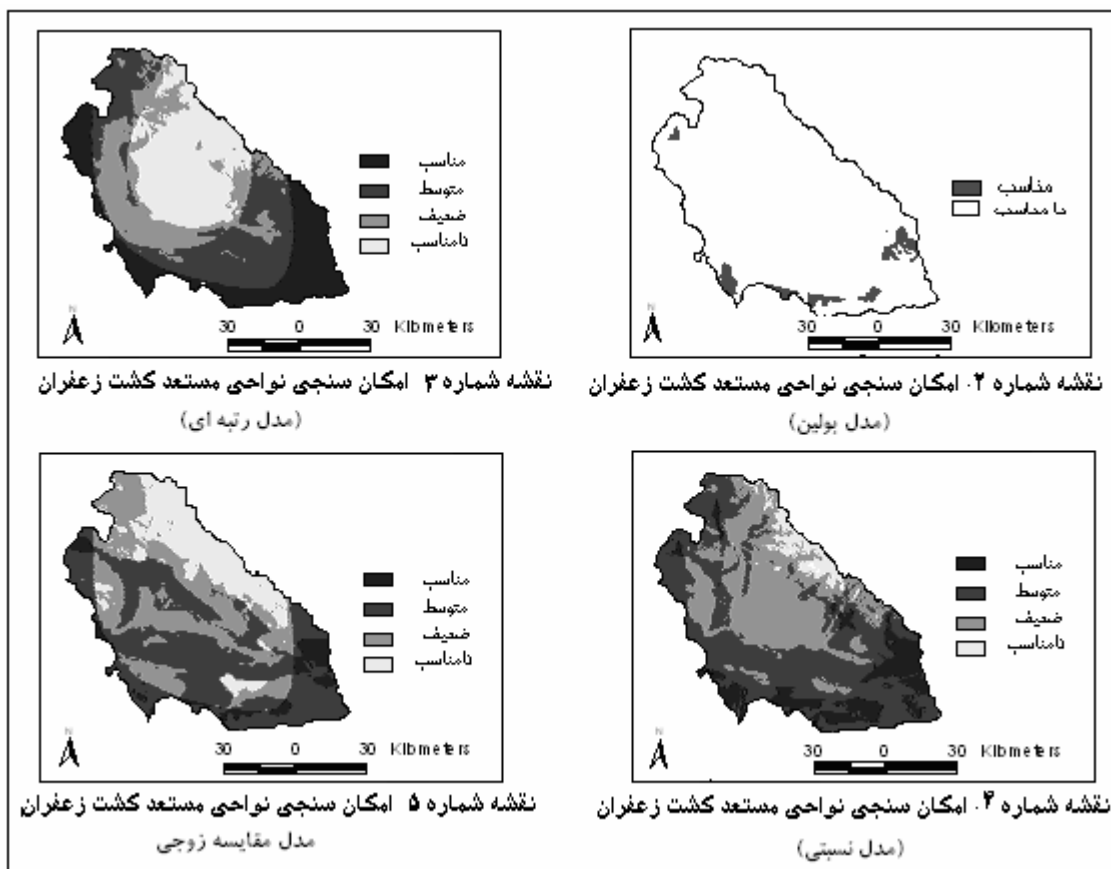 مناسب
نا مناسب
N
30 0 30 Kilometers
نقشه شماره ۲. امکان سنجی نواحی مستعد کشت زعفران
(مدل بولین)
مناسب
متوسط
ضعیف
نامناسب
N
30 0 30 Kilometers
نقشه شماره ۳ امکان سنجی نواحی مستعد کشت زعفران
(مدل رتبه ای)
مناسب
متوسط
ضعیف
نامناسب
N
30 0 30 Kilometers
نقشه شماره ۴. امکان سنجی نواحی مستعد کشت زعفران
(مدل نسبتی)
مناسب
متوسط
ضعیف
نامناسب
N
30 0 30 Kilometers
نقشه شماره ۵ امکان سنجی نواحی مستعد کشت زعفران
مدل مقایسه زوجی